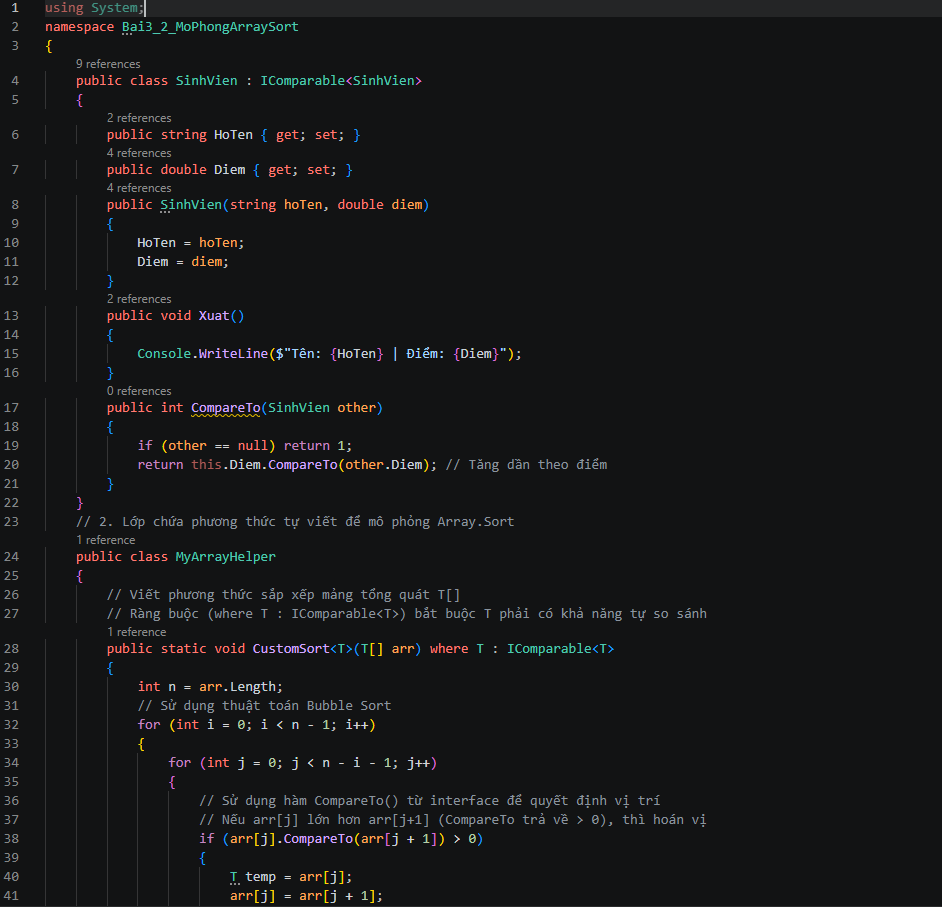 1 using System;
2 namespace Bai3_2_MoPhongArraySort
3 {
9 references
4 public class SinhVien : IComparable<SinhVien>
5 {
2 references
6 public string HoTen { get; set; }
4 references
7 public double Diem { get; set; }
4 references
8 public SinhVien(string hoTen, double diem)
9 {
10 HoTen = hoTen;
11 Diem = diem;
12 }
2 references
13 public void Xuat()
14 {
15 Console.WriteLine($"Tên: {HoTen} | Điểm: {Diem}");
16 }
0 references
17 public int CompareTo(SinhVien other)
18 {
19 if (other == null) return 1;
20 return this.Diem.CompareTo(other.Diem); // Tăng dần theo điểm
21 }
22 }
23 // 2. Lớp chứa phương thức tự viết để mô phỏng Array.Sort
1 reference
24 public class MyArrayHelper
25 {
26 // Viết phương thức sắp xếp mảng tổng quát T[]
27 // Ràng buộc (where T : IComparable<T>) bắt buộc T phải có khả năng tự so sánh
1 reference
28 public static void CustomSort<T>(T[] arr) where T : IComparable<T>
29 {
30 int n = arr.Length;
31 // Sử dụng thuật toán Bubble Sort
32 for (int i = 0; i < n - 1; i++)
33 {
34 for (int j = 0; j < n - i - 1; j++)
35 {
36 // Sử dụng hàm CompareTo() từ interface để quyết định vị trí
37 // Nếu arr[j] lớn hơn arr[j+1] (CompareTo trả về > 0), thì hoán vị
38 if (arr[j].CompareTo(arr[j + 1]) > 0)
39 {
40 T temp = arr[j];
41 arr[j] = arr[j + 1];